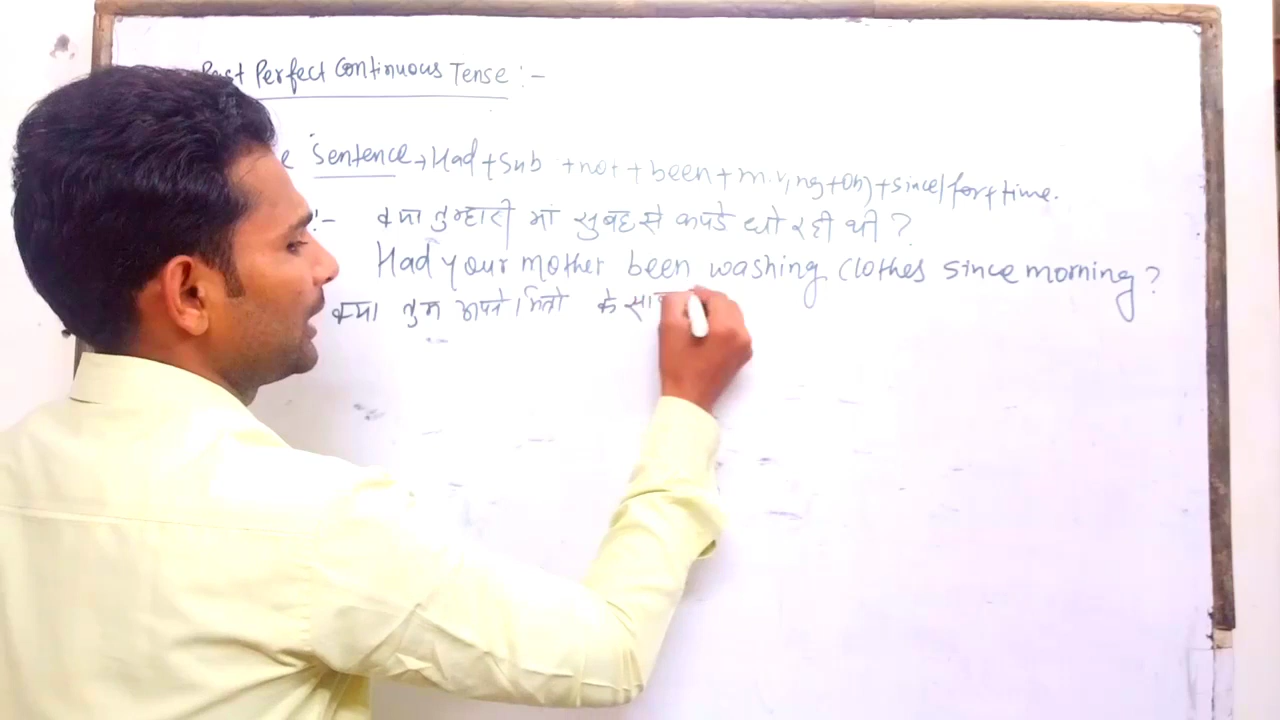 Past Perfect Continuous Tense :-
Sentence → Had + Sub + not + been + m.v, ng + Obj + since/for + time.
:- क्या तुम्हारी मां सुबह से कपडे धो रही थी ?
Had your mother been washing clothes since morning ?
क्या तुम अपने मित्रो के साथ